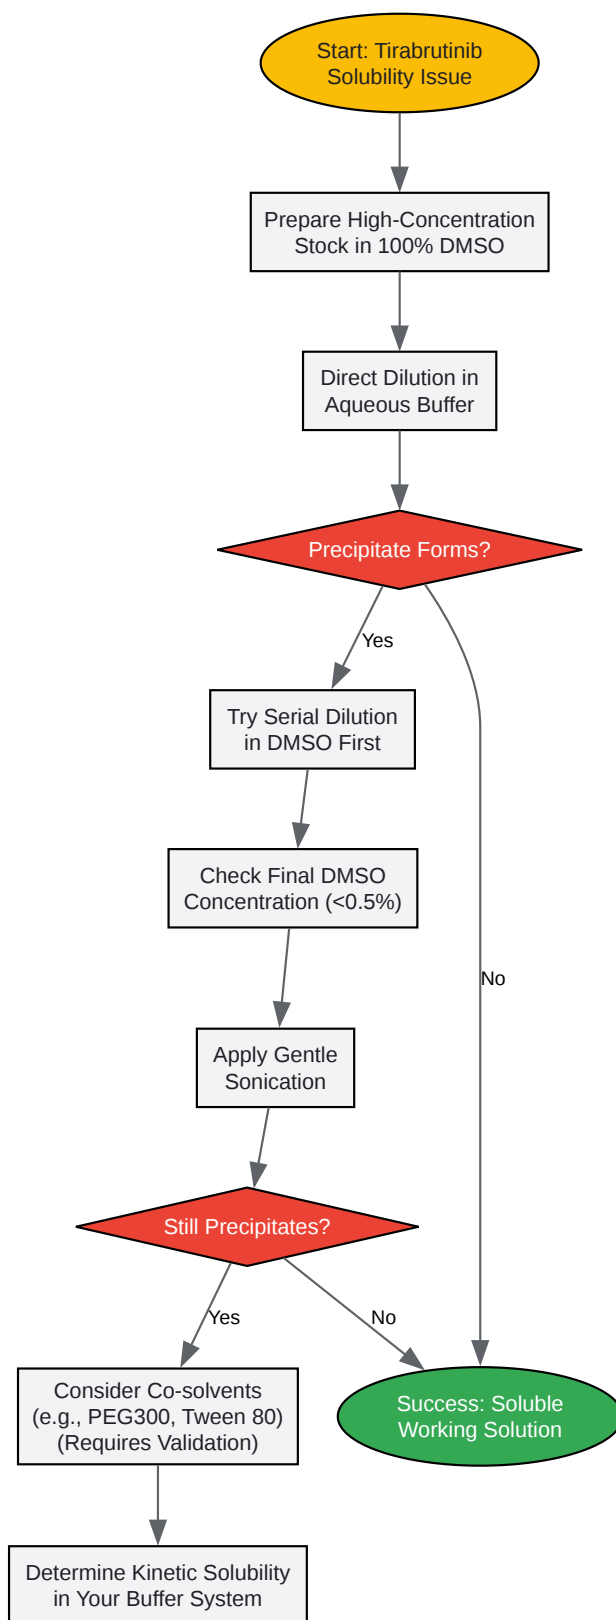 Start: Tirabrutinib
Solubility Issue
Prepare High-Concentration
Stock in 100% DMSO
Direct Dilution in
Aqueous Buffer
Precipitate Forms?
Yes
Try Serial Dilution
in DMSO First
Check Final DMSO
Concentration (<0.5%)
No
Apply Gentle
Sonication
Still Precipitates?
Yes
No
Consider Co-solvents
(e.g., PEG300, Tween 80)
(Requires Validation)
Success: Soluble
Working Solution
Determine Kinetic Solubility
in Your Buffer System